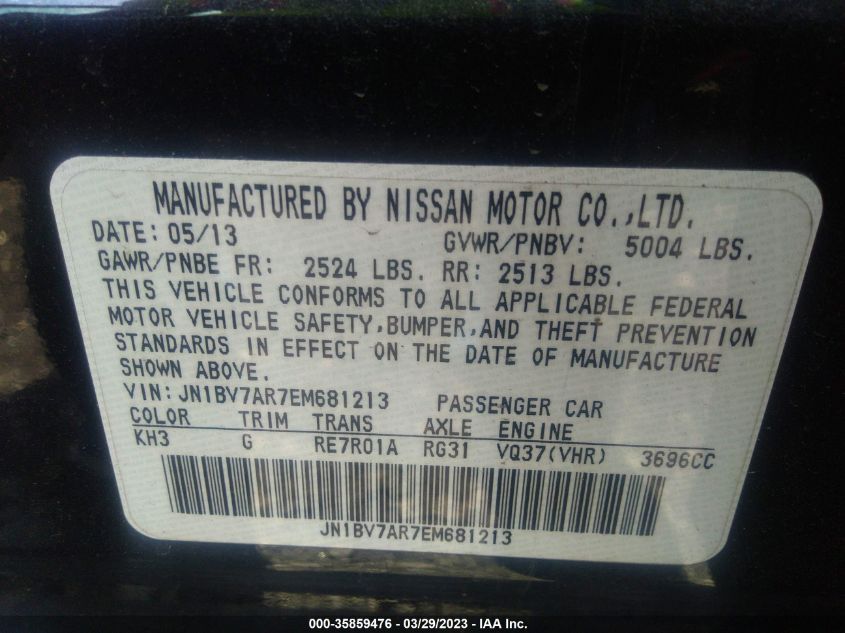 MANUFACTURED BY NISSAN MOTOR CO.,LTD.
DATE: 05/13 GVWR/PNBV: 5004 LBS.
GAWR/PNBE FR: 2524 LBS. RR: 2513 LBS.
THIS VEHICLE CONFORMS TO ALL APPLICABLE FEDERAL
MOTOR VEHICLE SAFETY,BUMPER,AND THEFT PREVENTION
STANDARDS IN EFFECT ON THE DATE OF MANUFACTURE
SHOWN ABOVE.
VIN: JN1BV7AR7EM681213 PASSENGER CAR
COLOR TRIM TRANS AXLE ENGINE
KH3 G RE7R01A RG31 VQ37(VHR) 3696CC
JN1BV7AR7EM681213
000-35859476 — 03/29/2023 — IAA Inc.